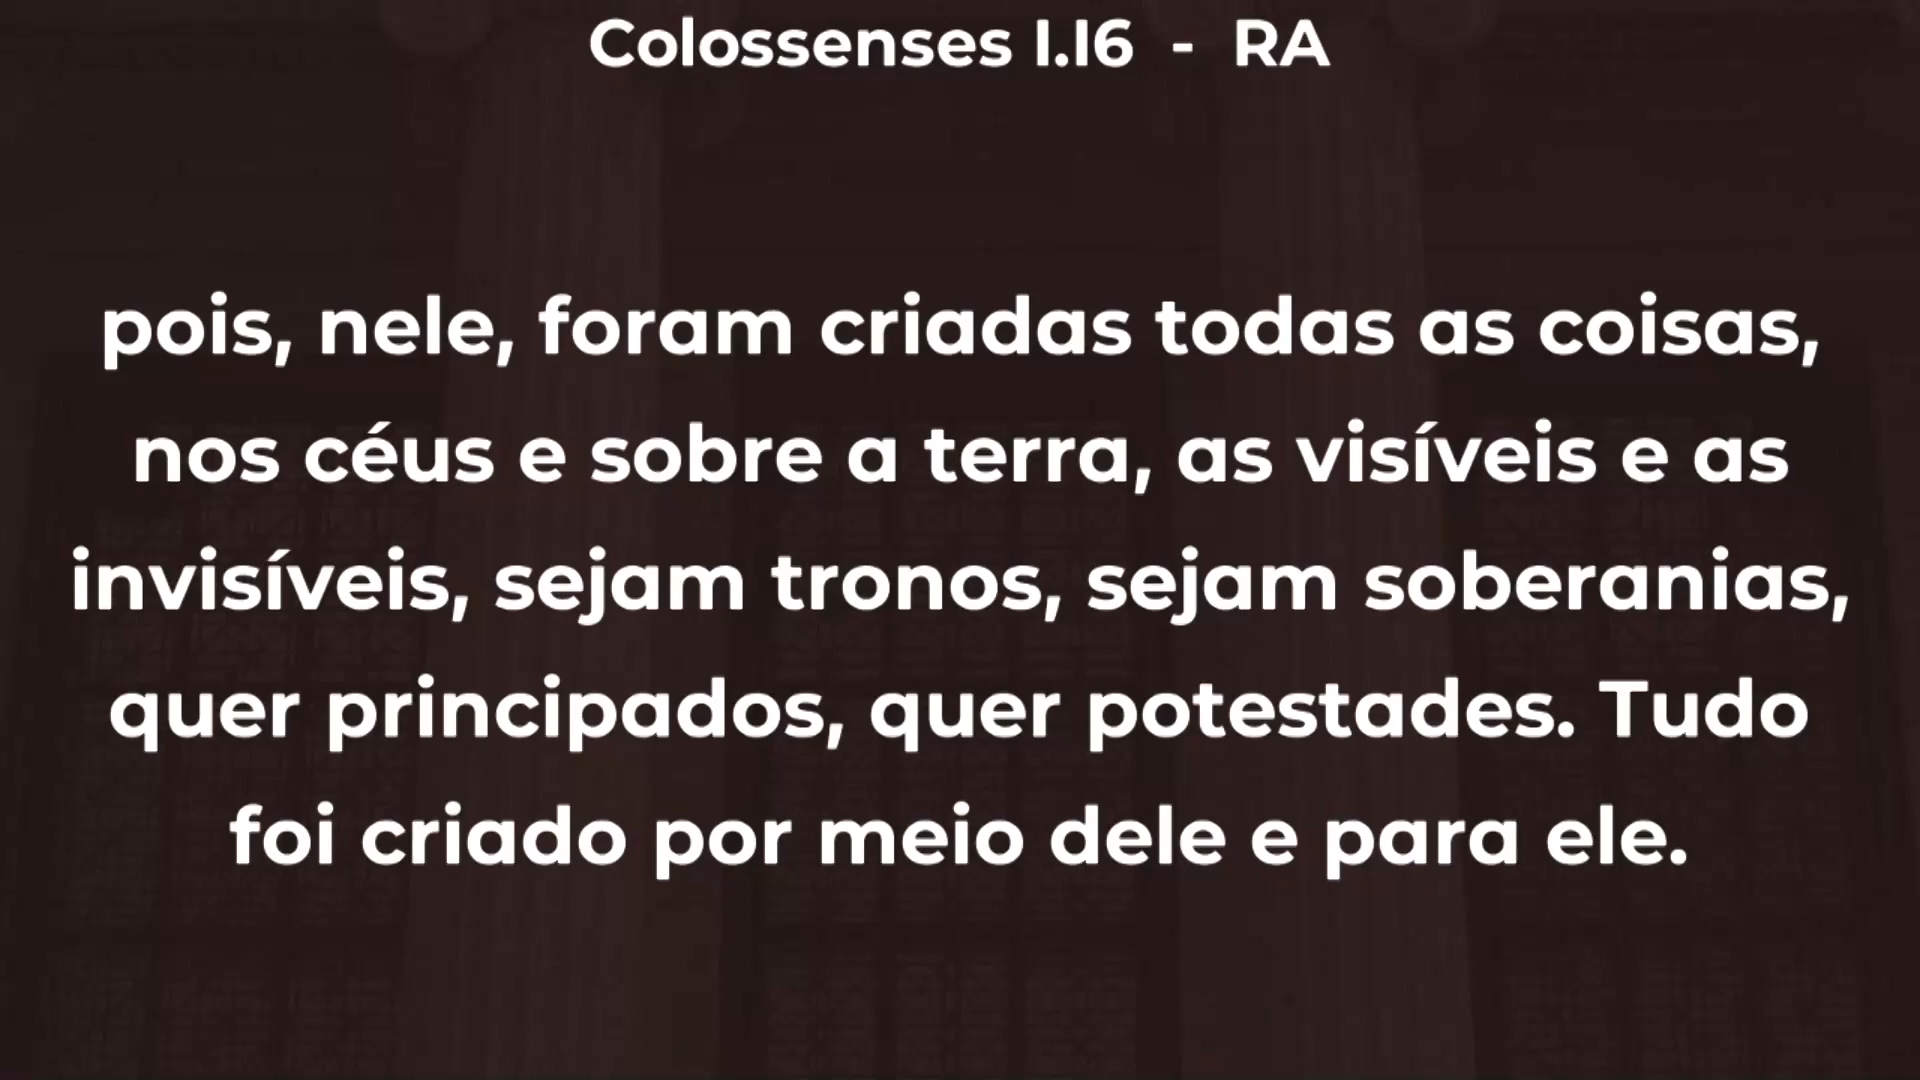 Colossenses 1.16 - RA
pois, nele, foram criadas todas as coisas,
nos céus e sobre a terra, as visíveis e as
invisíveis, sejam tronos, sejam soberanias,
quer principados, quer potestades. Tudo
foi criado por meio dele e para ele.